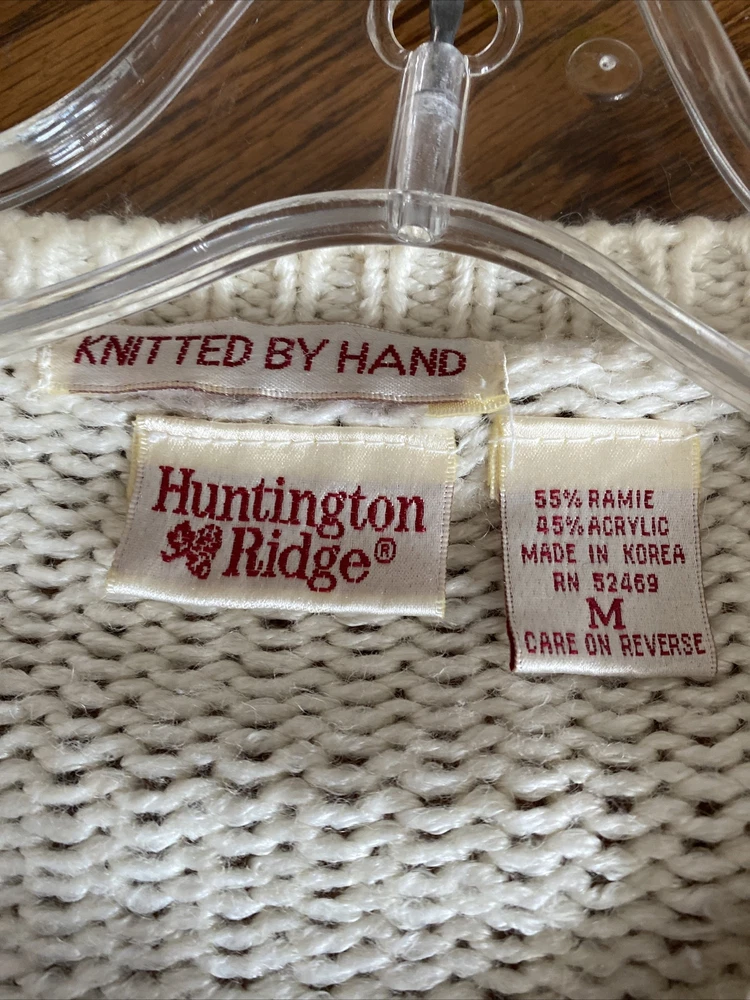 KNITTED BY HAND
Huntington
Ridge®
55% RAMIE
45% ACRYLIC
MADE IN KOREA
RN 52469
M
CARE ON REVERSE